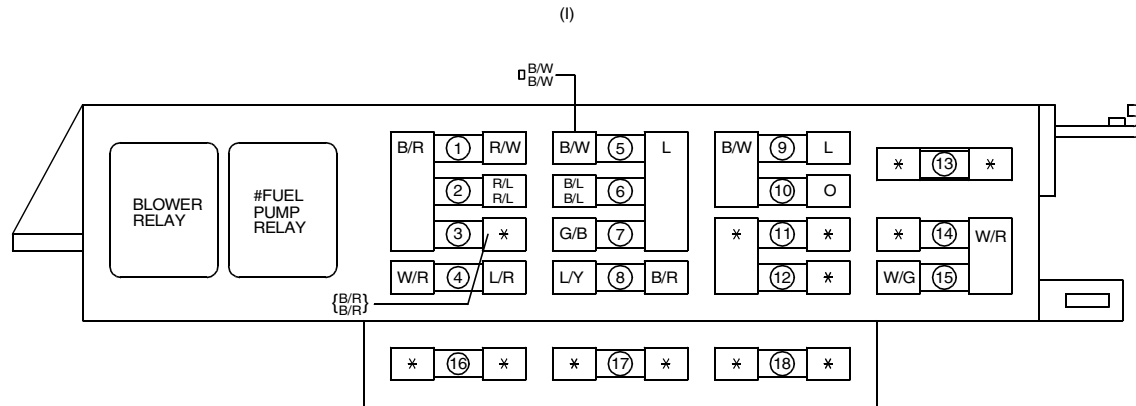 (I)
B/W
B/W
BLOWER
RELAY
#FUEL
PUMP
RELAY
B/R 1 R/W
2 R/L
R/L
3 *
W/R 4 L/R
{B/R}
{B/R}
B/W 5 L
B/L
B/L 6
G/B 7
L/Y 8 B/R
B/W 9 L
10 O
* 11 *
12 *
* 13 *
* 14 W/R
W/G 15
* 16 *
* 17 *
* 18 *